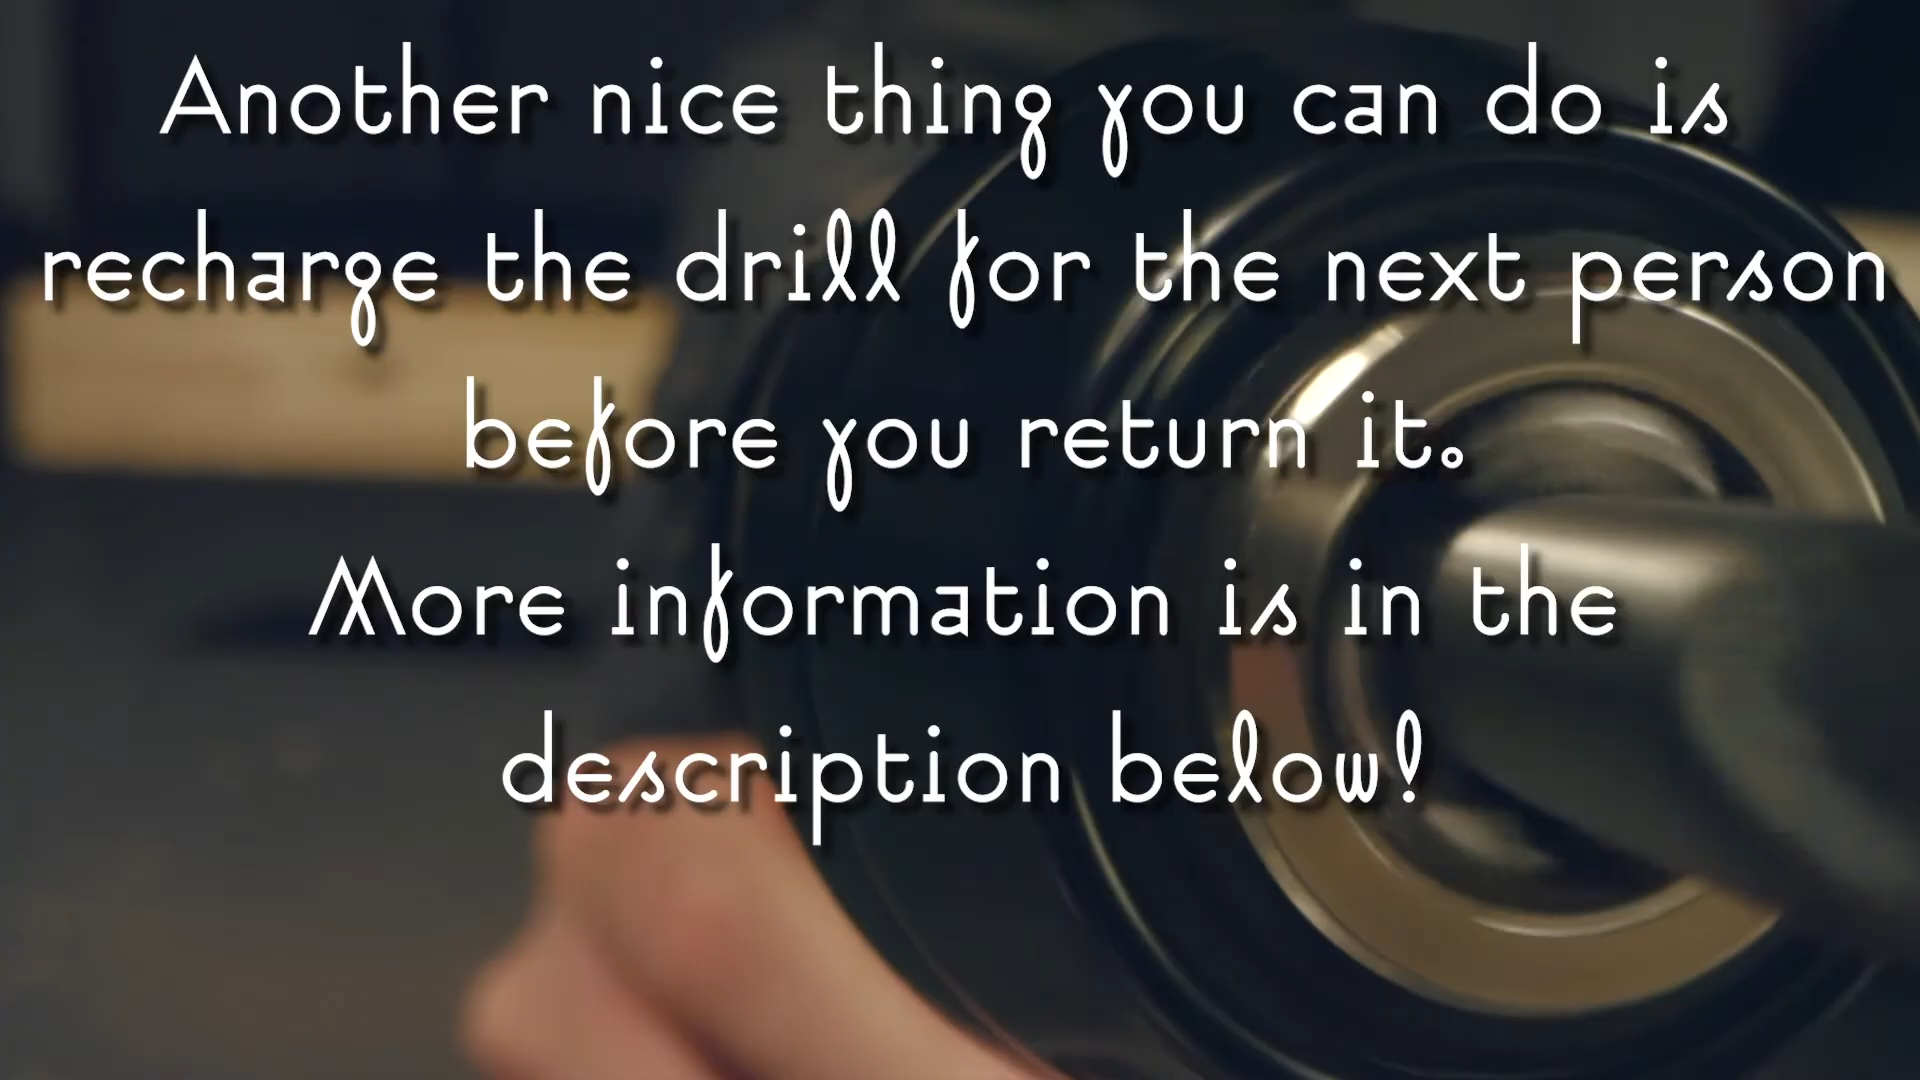 Another nice thing you can do is
recharge the drill for the next person
before you return it.
More information is in the
description below!